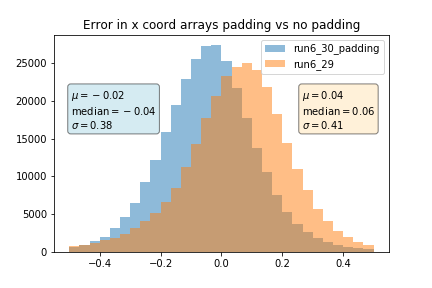 Error in x coord arrays padding vs no padding
run6_30_padding
run6_29
μ = −0.02
median = −0.04
σ = 0.38
μ = 0.04
median = 0.06
σ = 0.41
25000
20000
15000
10000
5000
0
−0.4 −0.2 0.0 0.2 0.4